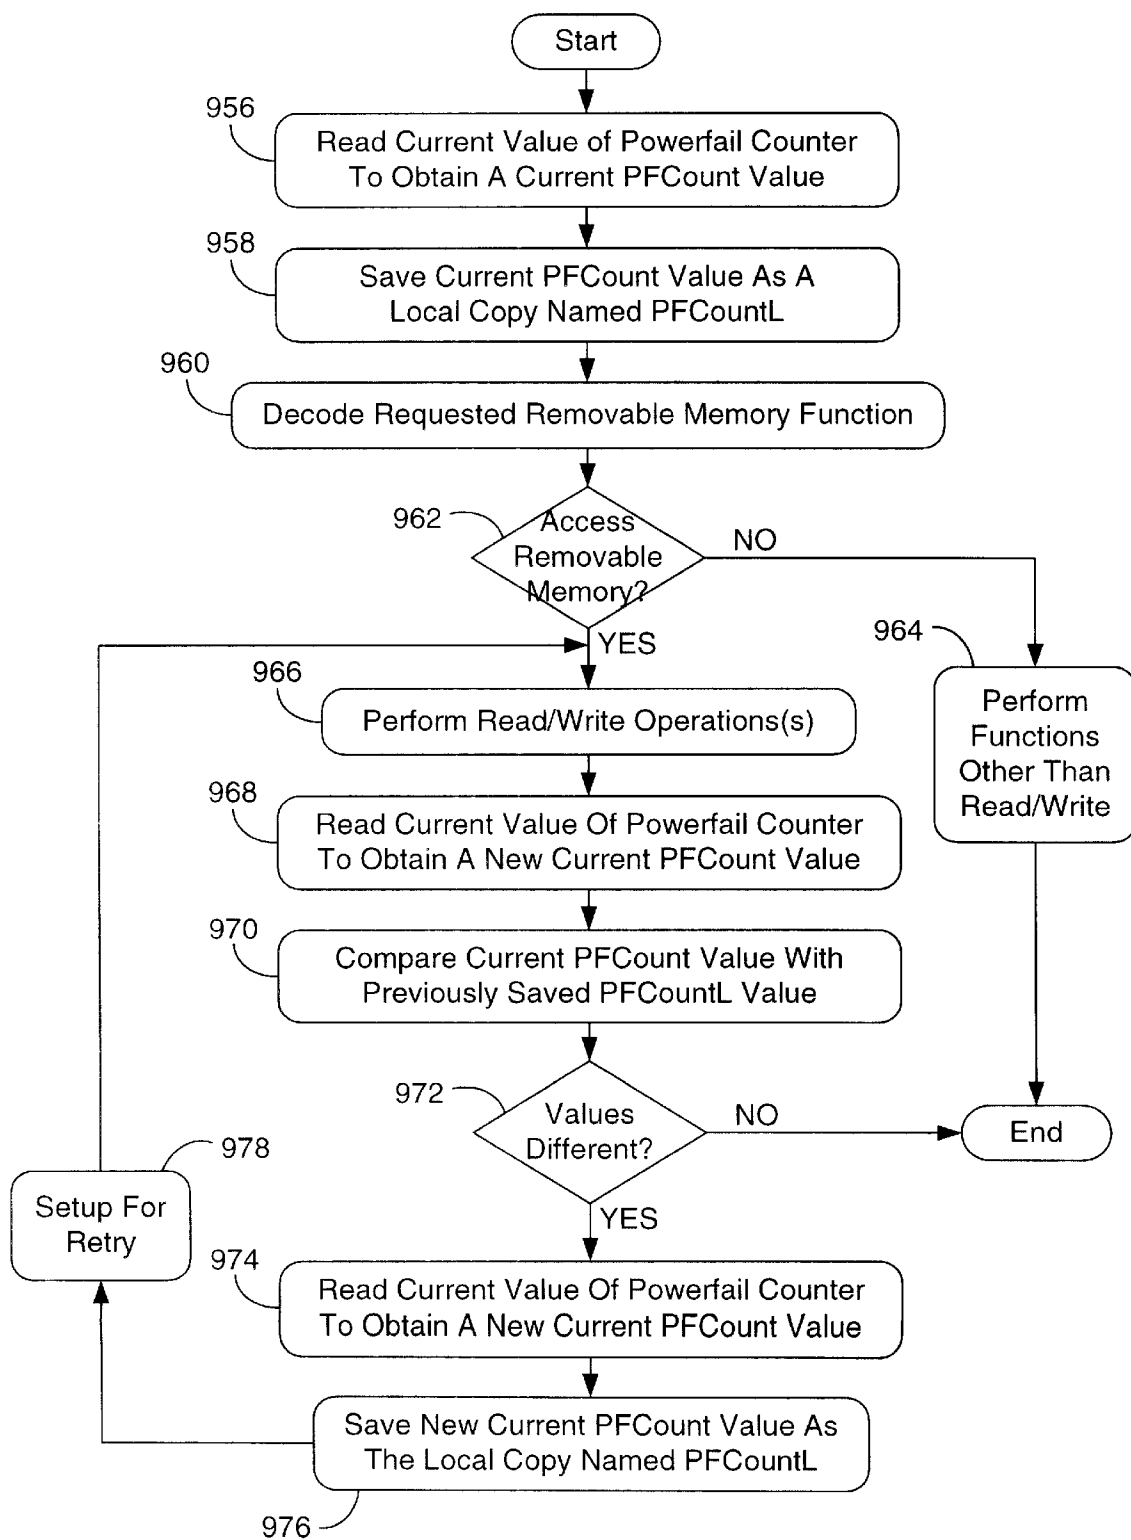 Start
956
Read Current Value of Powerfail Counter
To Obtain A Current PFCount Value
958
Save Current PFCount Value As A
Local Copy Named PFCountL
960
Decode Requested Removable Memory Function
962
Access
Removable
Memory?
NO
YES
964
Perform
Functions
Other Than
Read/Write
966
Perform Read/Write Operations(s)
968
Read Current Value Of Powerfail Counter
To Obtain A New Current PFCount Value
970
Compare Current PFCount Value With
Previously Saved PFCountL Value
972
Values
Different?
NO
End
YES
978
Setup For
Retry
974
Read Current Value Of Powerfail Counter
To Obtain A New Current PFCount Value
Save New Current PFCount Value As
The Local Copy Named PFCountL
976